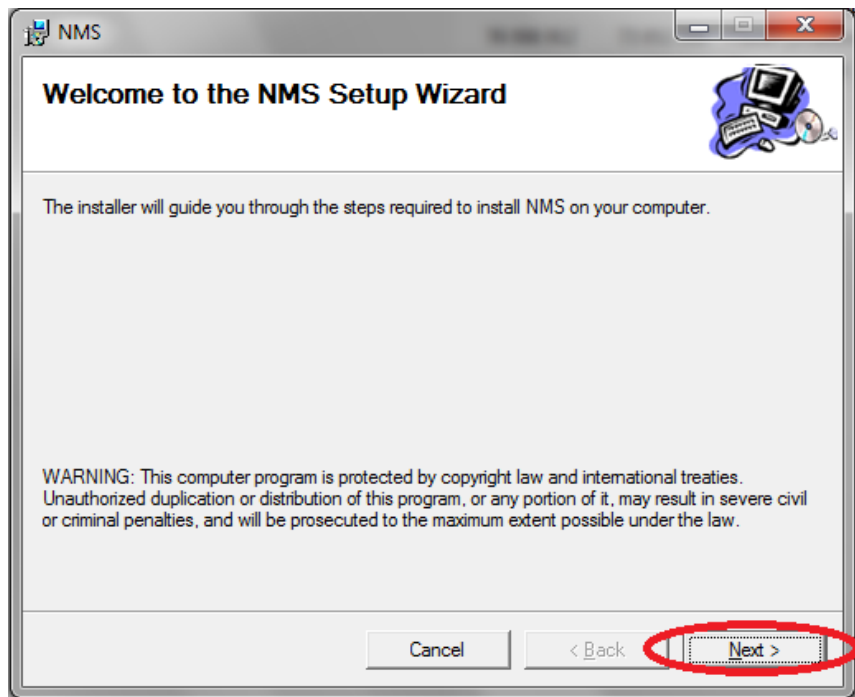 NMS
Welcome to the NMS Setup Wizard
The installer will guide you through the steps required to install NMS on your computer.
WARNING: This computer program is protected by copyright law and international treaties.
Unauthorized duplication or distribution of this program, or any portion of it, may result in severe civil
or criminal penalties, and will be prosecuted to the maximum extent possible under the law.
Cancel < Back Next >